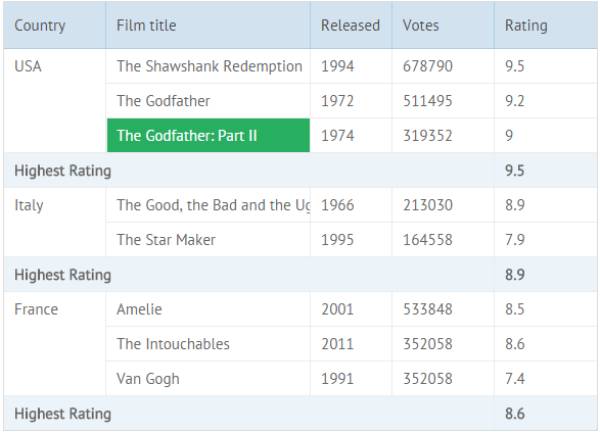 Country Film title Released Votes Rating
USA The Shawshank Redemption 1994 678790 9.5
The Godfather 1972 511495 9.2
The Godfather: Part II 1974 319352 9
Highest Rating 9.5
Italy The Good, the Bad and the Ug 1966 213030 8.9
The Star Maker 1995 164558 7.9
Highest Rating 8.9
France Amelie 2001 533848 8.5
The Intouchables 2011 352058 8.6
Van Gogh 1991 352058 7.4
Highest Rating 8.6